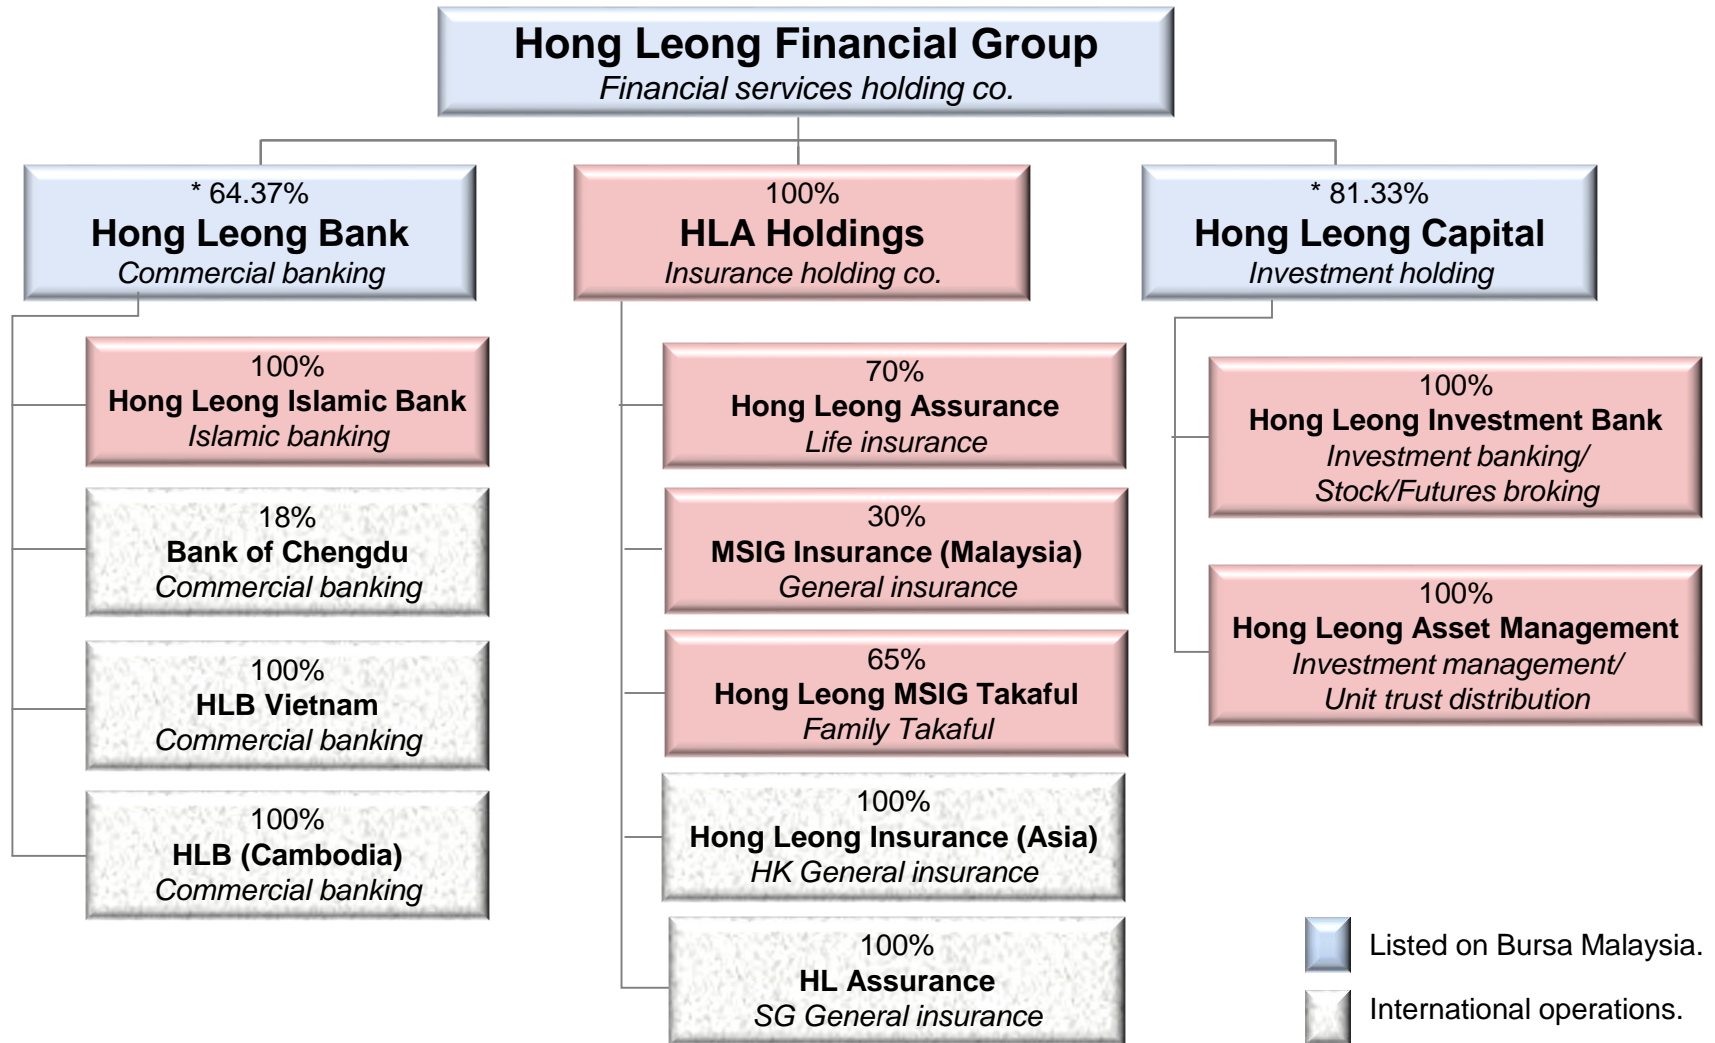 Hong Leong Financial Group
Financial services holding co.
* 64.37%
Hong Leong Bank
Commercial banking
100%
Hong Leong Islamic Bank
Islamic banking
18%
Bank of Chengdu
Commercial banking
100%
HLB Vietnam
Commercial banking
100%
HLB (Cambodia)
Commercial banking
100%
HLA Holdings
Insurance holding co.
70%
Hong Leong Assurance
Life insurance
30%
MSIG Insurance (Malaysia)
General insurance
65%
Hong Leong MSIG Takaful
Family Takaful
100%
Hong Leong Insurance (Asia)
HK General insurance
100%
HL Assurance
SG General insurance
* 81.33%
Hong Leong Capital
Investment holding
100%
Hong Leong Investment Bank
Investment banking/
Stock/Futures broking
100%
Hong Leong Asset Management
Investment management/
Unit trust distribution
Listed on Bursa Malaysia.
International operations.